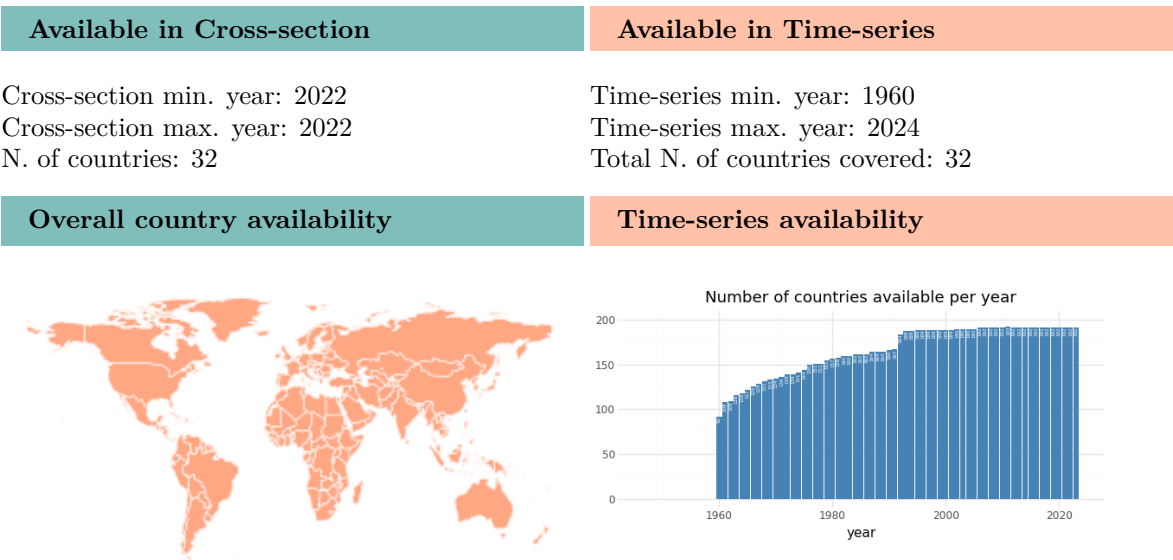 Available in Cross-section
Available in Time-series
Cross-section min. year: 2022
Cross-section max. year: 2022
N. of countries: 32
Time-series min. year: 1960
Time-series max. year: 2024
Total N. of countries covered: 32
Overall country availability
Time-series availability
Number of countries available per year
200
150
100
50
0
1960 1980 2000 2020
year